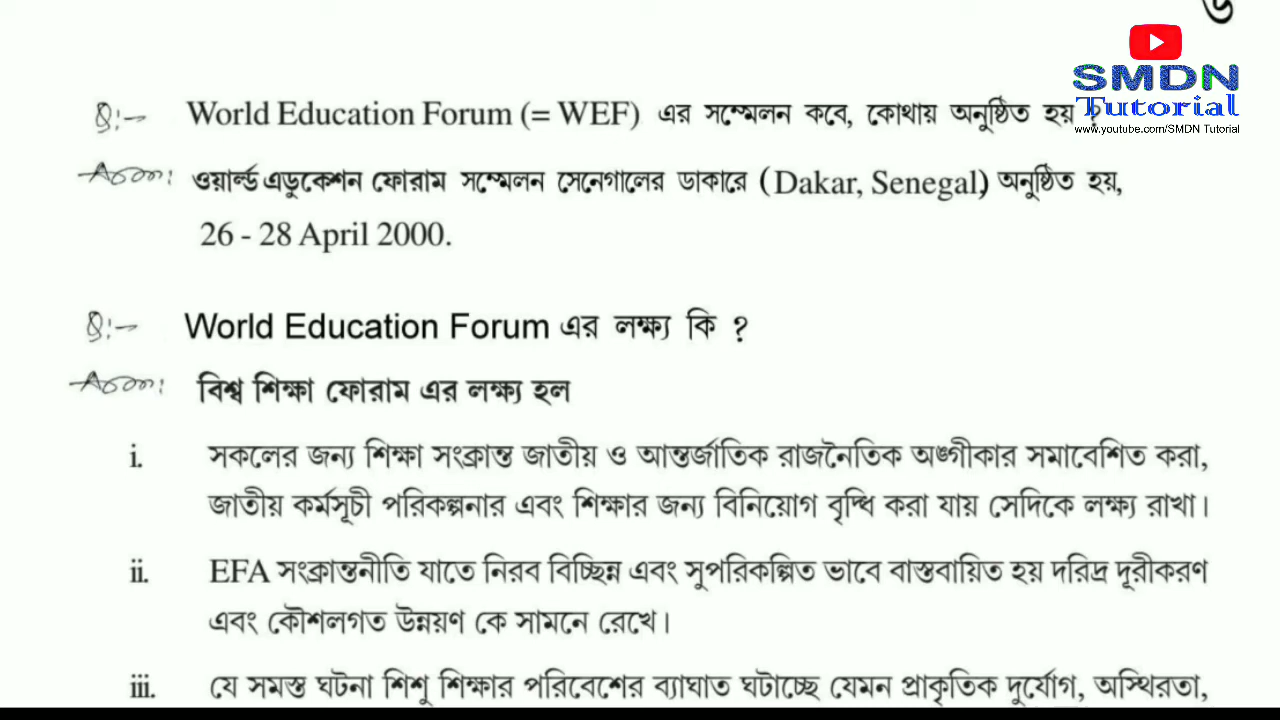 ৬
SMDN
Tutorial
www.youtube.com/SMDN Tutorial
Q:- World Education Forum (= WEF) এর সম্মেলন কবে, কোথায় অনুষ্ঠিত হয় ?
Ans: ওয়ার্ল্ড এডুকেশন ফোরাম সম্মেলন সেনেগালের ডাকারে (Dakar, Senegal) অনুষ্ঠিত হয়,
26 - 28 April 2000.
Q:- World Education Forum এর লক্ষ্য কি ?
Ans: বিশ্ব শিক্ষা ফোরাম এর লক্ষ্য হল
i. সকলের জন্য শিক্ষা সংক্রান্ত জাতীয় ও আন্তর্জাতিক রাজনৈতিক অঙ্গীকার সমাবেশিত করা,
জাতীয় কর্মসূচী পরিকল্পনার এবং শিক্ষার জন্য বিনিয়োগ বৃদ্ধি করা যায় সেদিকে লক্ষ্য রাখা।
ii. EFA সংক্রান্তনীতি যাতে নিরব বিচ্ছিন্ন এবং সুপরিকল্পিত ভাবে বাস্তবায়িত হয় দরিদ্র দূরীকরণ
এবং কৌশলগত উন্নয়ণ কে সামনে রেখে।
iii. যে সমস্ত ঘটনা শিশু শিক্ষার পরিবেশের ব্যাঘাত ঘটাচ্ছে যেমন প্রাকৃতিক দুর্যোগ, অস্থিরতা,